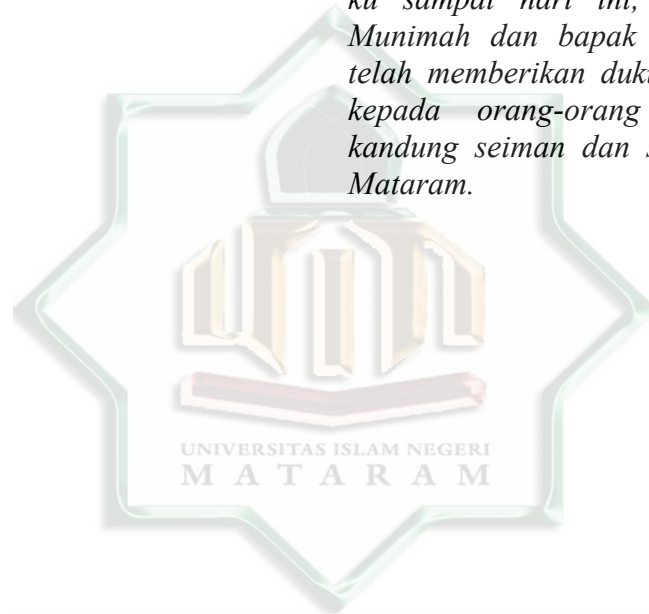 ku sampai hari ini,
Munimah dan bapak
telah memberikan duk
kepada orang-orang
kandung seiman dan
Mataram.
UNIVERSITAS ISLAM NEGERI
MATARAM